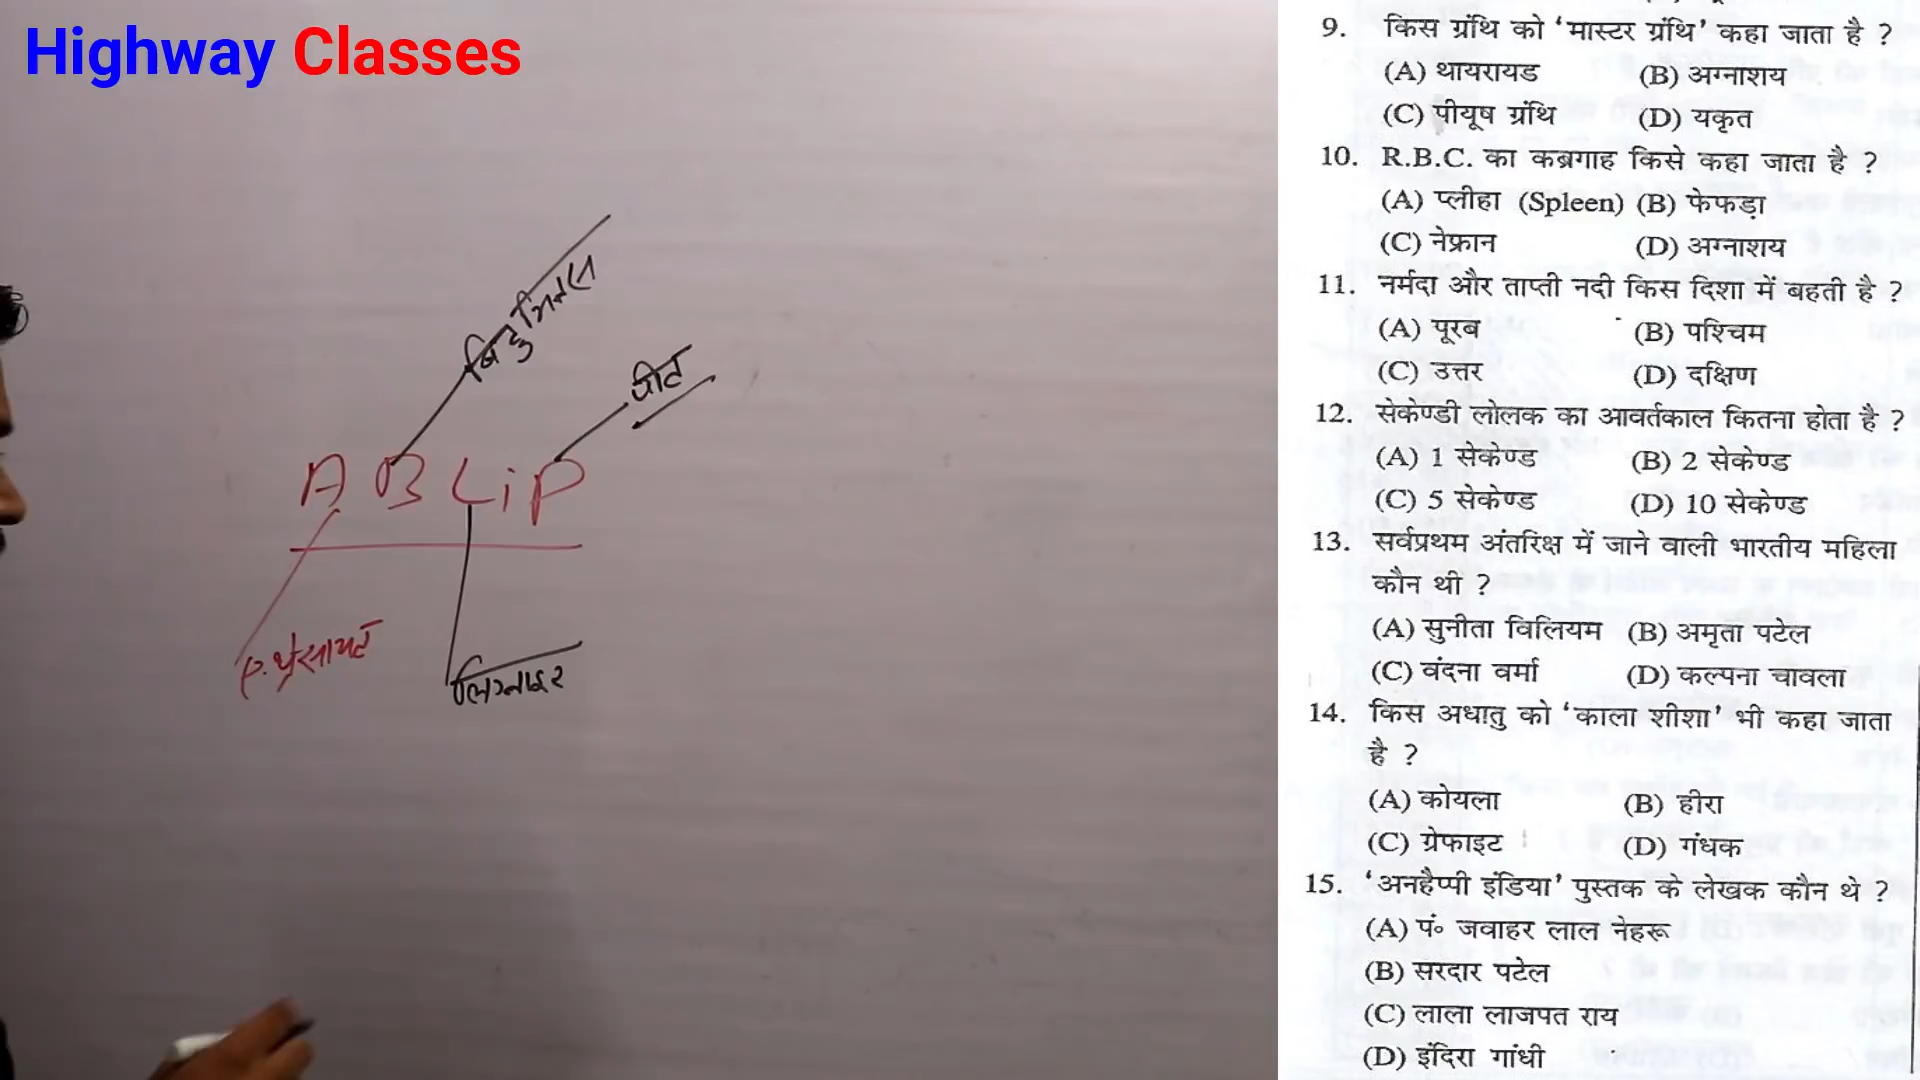 Highway Classes
बिटुमिनस
पीट
A B L i P
ए.थ्रेसायट
लिग्नाइट
9. किस ग्रंथि को ‘मास्टर ग्रंथि’ कहा जाता है ?
(A) थायरायड (B) अग्नाशय
(C) पीयूष ग्रंथि (D) यकृत
10. R.B.C. का कब्रगाह किसे कहा जाता है ?
(A) प्लीहा (Spleen) (B) फेफड़ा
(C) नेफ्रान (D) अग्नाशय
11. नर्मदा और ताप्ती नदी किस दिशा में बहती है ?
(A) पूरब (B) पश्चिम
(C) उत्तर (D) दक्षिण
12. सेकेण्डी लोलक का आवर्तकाल कितना होता है ?
(A) 1 सेकेण्ड (B) 2 सेकेण्ड
(C) 5 सेकेण्ड (D) 10 सेकेण्ड
13. सर्वप्रथम अंतरिक्ष में जाने वाली भारतीय महिला
कौन थी ?
(A) सुनीता विलियम (B) अमृता पटेल
(C) वंदना वर्मा (D) कल्पना चावला
14. किस अधातु को ‘काला शीशा’ भी कहा जाता
है ?
(A) कोयला (B) हीरा
(C) ग्रेफाइट (D) गंधक
15. ‘अनहैप्पी इंडिया’ पुस्तक के लेखक कौन थे ?
(A) पं० जवाहर लाल नेहरू
(B) सरदार पटेल
(C) लाला लाजपत राय
(D) इंदिरा गांधी